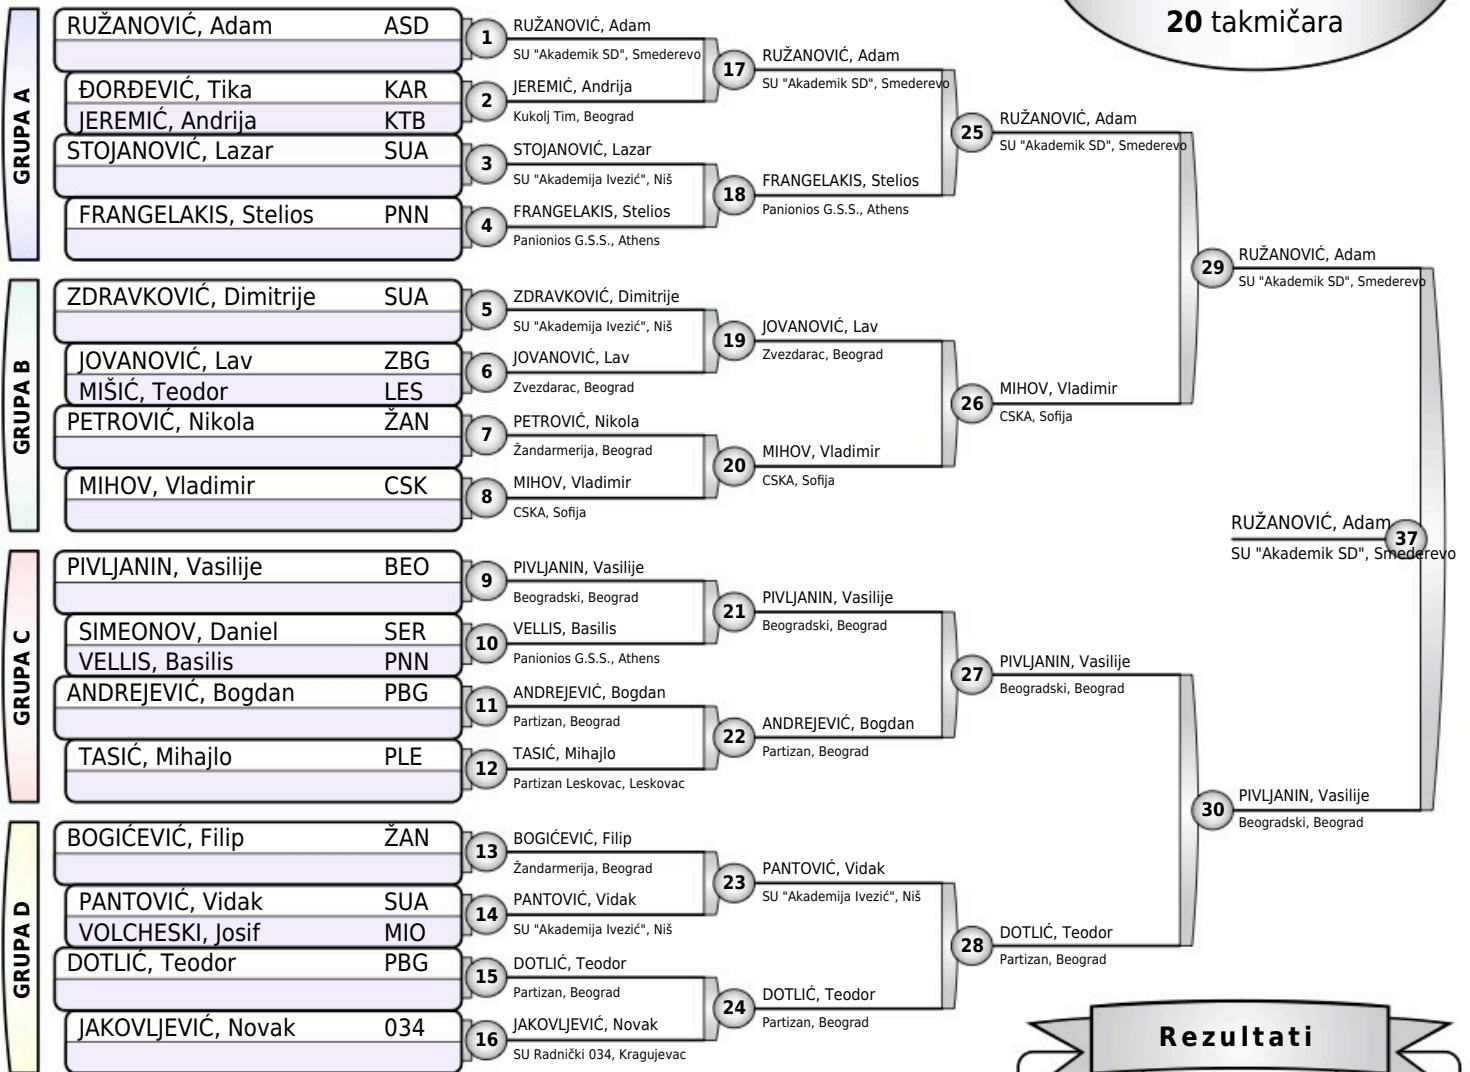 20 takmičara
GRUPA A
RUŽANOVIĆ, Adam ASD
ĐORĐEVIĆ, Tika KAR
JEREMIĆ, Andrija KTB
STOJANOVIĆ, Lazar SUA
FRANGELAKIS, Stelios PNN
GRUPA B
ZDRAVKOVIĆ, Dimitrije SUA
JOVANOVIĆ, Lav ZBG
MIŠIĆ, Teodor LES
PETROVIĆ, Nikola ŽAN
MIHOV, Vladimir CSK
GRUPA C
PIVLJANIN, Vasilije BEO
SIMEONOV, Daniel SER
VELLIS, Basilis PNN
ANDREJEVIĆ, Bogdan PBG
TASIĆ, Mihajlo PLE
GRUPA D
BOGIĆEVIĆ, Filip ŽAN
PANTOVIĆ, Vidak SUA
VOLCHESKI, Josif MIO
DOTLIĆ, Teodor PBG
JAKOVLJEVIĆ, Novak 034
1 RUŽANOVIĆ, Adam
SU "Akademik SD", Smederevo
2 JEREMIĆ, Andrija
Kukolj Tim, Beograd
3 STOJANOVIĆ, Lazar
SU "Akademija Ivezić", Niš
4 FRANGELAKIS, Stelios
Panionios G.S.S., Athens
5 ZDRAVKOVIĆ, Dimitrije
SU "Akademija Ivezić", Niš
6 JOVANOVIĆ, Lav
Zvezdarac, Beograd
7 PETROVIĆ, Nikola
Žandarmerija, Beograd
8 MIHOV, Vladimir
CSKA, Sofija
9 PIVLJANIN, Vasilije
Beogradski, Beograd
10 VELLIS, Basilis
Panionios G.S.S., Athens
11 ANDREJEVIĆ, Bogdan
Partizan, Beograd
12 TASIĆ, Mihajlo
Partizan Leskovac, Leskovac
13 BOGIĆEVIĆ, Filip
Žandarmerija, Beograd
14 PANTOVIĆ, Vidak
SU "Akademija Ivezić", Niš
15 DOTLIĆ, Teodor
Partizan, Beograd
16 JAKOVLJEVIĆ, Novak
SU Radnički 034, Kragujevac
17 RUŽANOVIĆ, Adam
SU "Akademik SD", Smederevo
18 FRANGELAKIS, Stelios
Panionios G.S.S., Athens
19 JOVANOVIĆ, Lav
Zvezdarac, Beograd
20 MIHOV, Vladimir
CSKA, Sofija
21 PIVLJANIN, Vasilije
Beogradski, Beograd
22 ANDREJEVIĆ, Bogdan
Partizan, Beograd
23 PANTOVIĆ, Vidak
SU "Akademija Ivezić", Niš
24 DOTLIĆ, Teodor
Partizan, Beograd
25 RUŽANOVIĆ, Adam
SU "Akademik SD", Smederevo
26 MIHOV, Vladimir
CSKA, Sofija
27 PIVLJANIN, Vasilije
Beogradski, Beograd
28 DOTLIĆ, Teodor
Partizan, Beograd
29 RUŽANOVIĆ, Adam
SU "Akademik SD", Smederevo
30 PIVLJANIN, Vasilije
Beogradski, Beograd
RUŽANOVIĆ, Adam 37
SU "Akademik SD", Smederevo
Rezultati